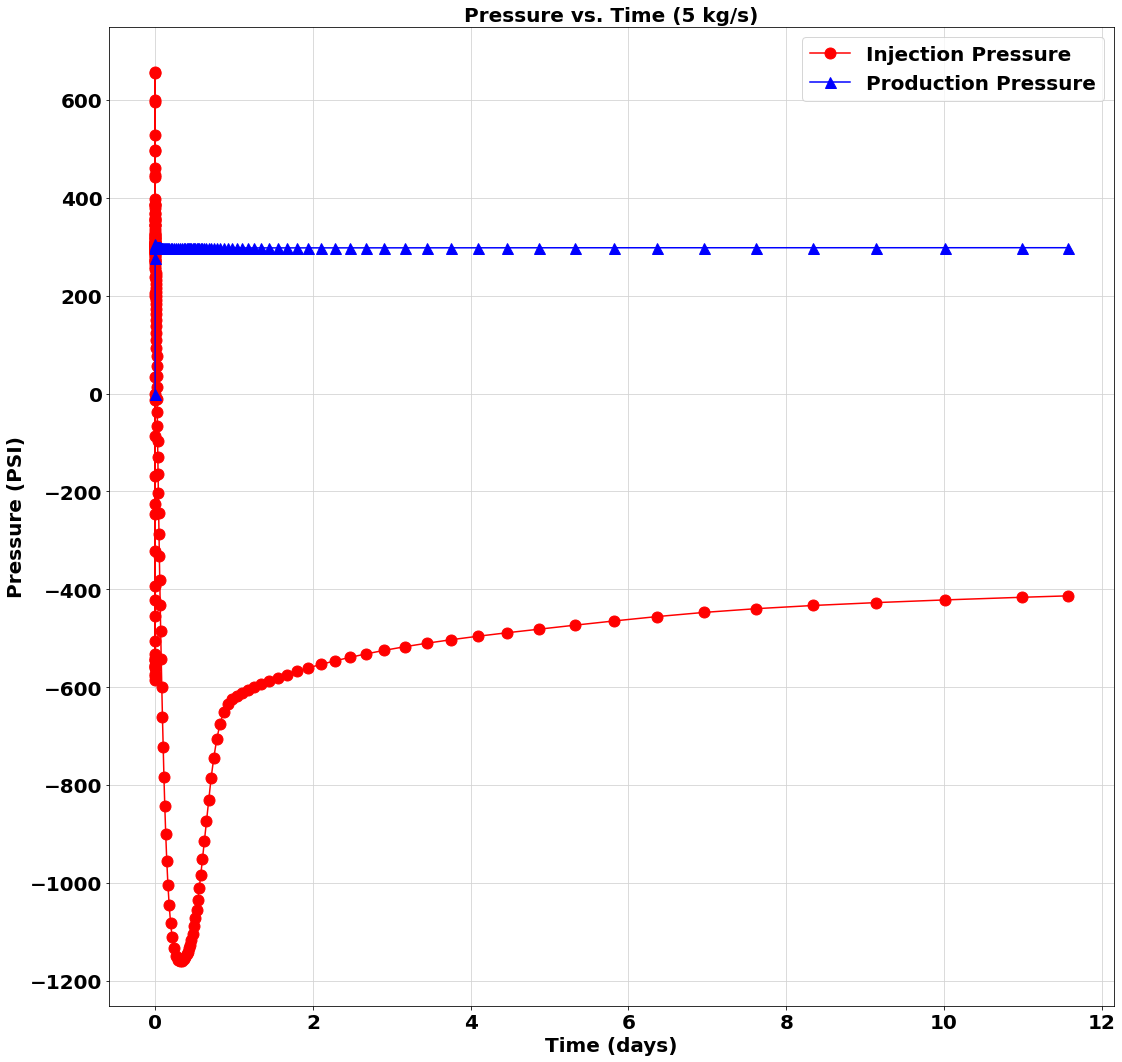 Pressure vs. Time (5 kg/s)
Injection Pressure
Production Pressure
600
400
200
0
−200
−400
−600
−800
−1000
−1200
Pressure (PSI)
0 2 4 6 8 10 12
Time (days)